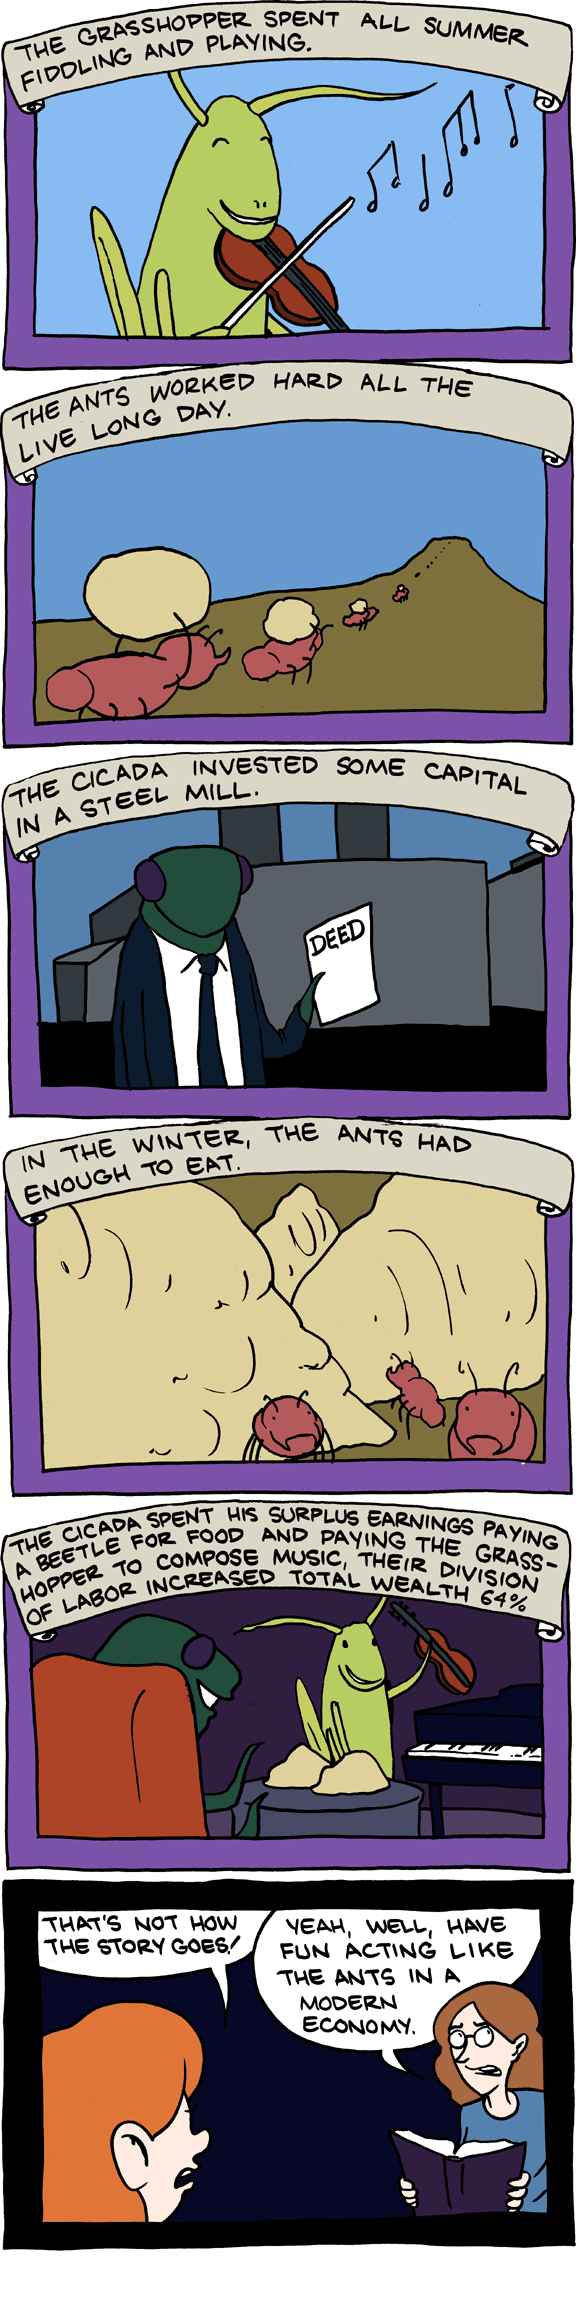 THE GRASSHOPPER SPENT ALL SUMMER
FIDDLING AND PLAYING.
THE ANTS WORKED HARD ALL THE
LIVE LONG DAY.
THE CICADA INVESTED SOME CAPITAL
IN A STEEL MILL.
DEED
IN THE WINTER, THE ANTS HAD
ENOUGH TO EAT.
THE CICADA SPENT HIS SURPLUS EARNINGS PAYING
A BEETLE FOR FOOD AND PAYING THE GRASS-
HOPPER TO COMPOSE MUSIC, THEIR DIVISION
OF LABOR INCREASED TOTAL WEALTH 64%
THAT'S NOT HOW
THE STORY GOES!
YEAH, WELL, HAVE
FUN ACTING LIKE
THE ANTS IN A
MODERN
ECONOMY.